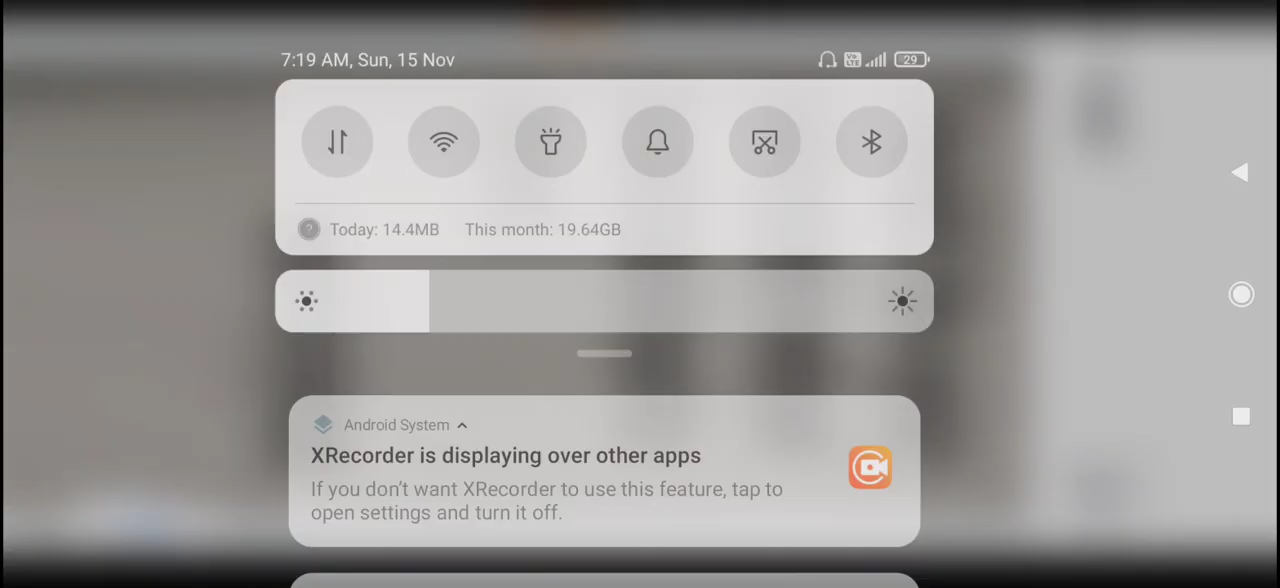 7:19 AM, Sun, 15 Nov
Vo LTE
29
Today: 14.4MB This month: 19.64GB
Android System
XRecorder is displaying over other apps
If you don't want XRecorder to use this feature, tap to
open settings and turn it off.